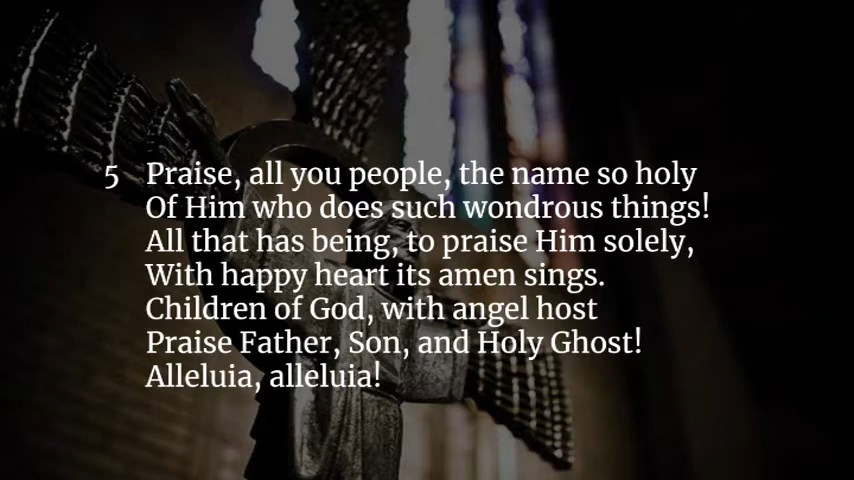 5 Praise, all you people, the name so holy
Of Him who does such wondrous things!
All that has being, to praise Him solely,
With happy heart its amen sings.
Children of God, with angel host
Praise Father, Son, and Holy Ghost!
Alleluia, alleluia!